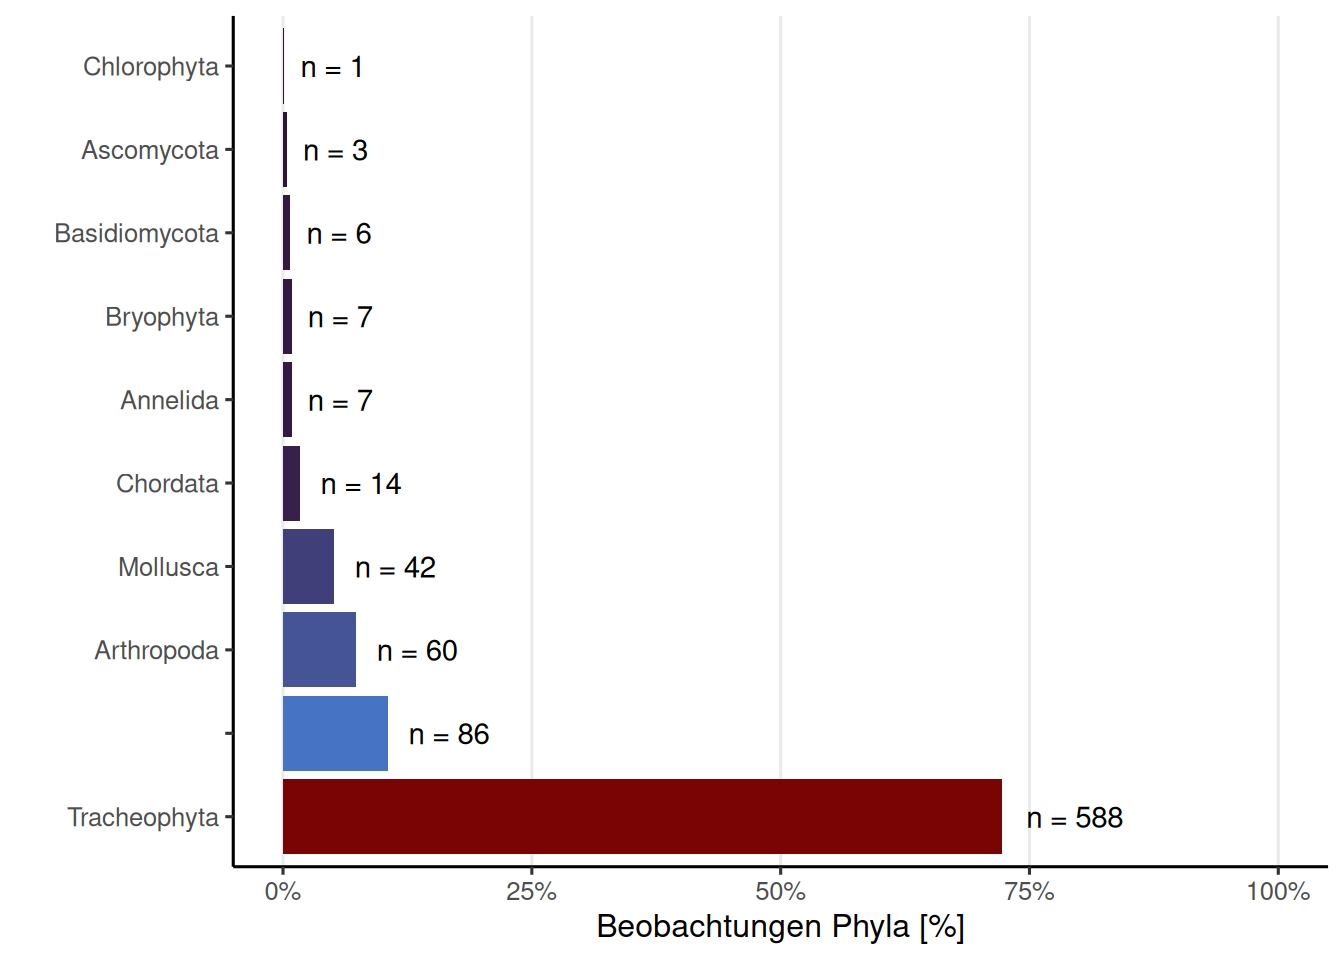 Chlorophyta n = 1
Ascomycota n = 3
Basidiomycota n = 6
Bryophyta n = 7
Annelida n = 7
Chordata n = 14
Mollusca n = 42
Arthropoda n = 60
n = 86
Tracheophyta n = 588
0% 25% 50% 75% 100%
Beobachtungen Phyla [%]